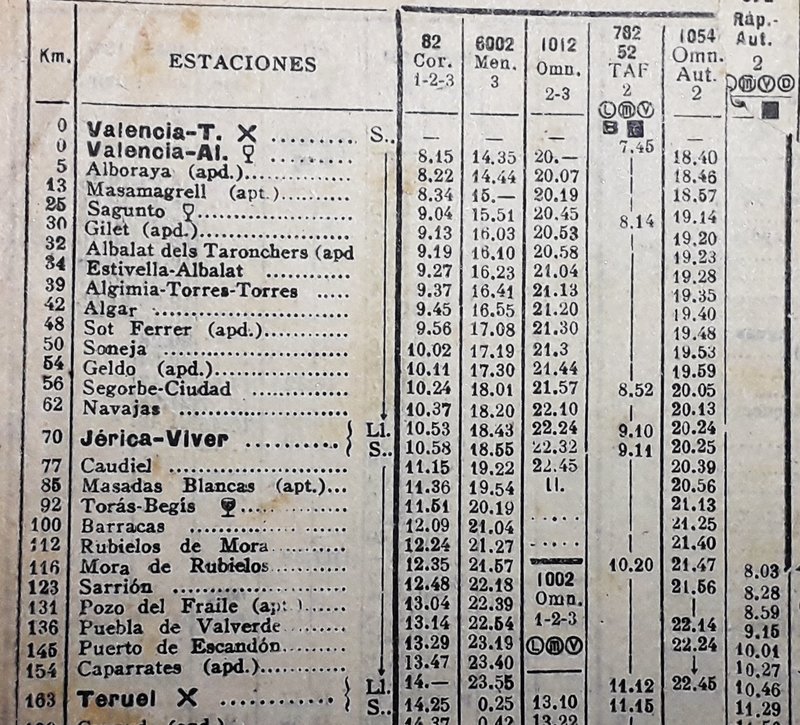 Km. ESTACIONES 82 Cor. 1-2-3 6002 Men. 3 1012 Omn. 2-3 782 52 TAF 2 Ⓛⓜⓥ B 1054 Omn. Aut. 2 Ráp.- Aut. 2 ⓜⓥⒹ
0 Valencia-T. S.. — — — — —
0 Valencia-Al. 8.15 14.35 20.— 7.45 18.40
5 Alboraya (apd.) 8.22 14.44 20.07 18.46
13 Masamagrell (apt.) 8.34 15.— 20.19 18.57
25 Sagunto 9.04 15.51 20.45 8.14 19.14
30 Gilet (apd.) 9.13 16.03 20.53 19.20
32 Albalat dels Taronchers (apd 9.19 16.10 20.58 19.23
34 Estivella-Albalat 9.27 16.23 21.04 19.28
39 Algimia-Torres-Torres 9.37 16.41 21.13 19.35
42 Algar 9.45 16.55 21.20 19.40
48 Sot Ferrer (apd.) 9.56 17.08 21.30 19.48
50 Soneja 10.02 17.19 21.3 19.53
54 Geldo (apd.) 10.11 17.30 21.44 19.59
56 Segorbe-Ciudad 10.24 18.01 21.57 8.52 20.05
62 Navajas 10.37 18.20 22.10 20.13
70 Jérica-Viver Ll. 10.53 18.43 22.24 9.10 20.24
S.. 10.58 18.55 22.32 9.11 20.25
77 Caudiel 11.15 19.22 22.45 20.39
85 Masadas Blancas (apt.) 11.36 19.54 ll. 20.56
92 Torás-Begís 11.51 20.19 21.13
100 Barracas 12.09 21.04 21.25
112 Rubielos de Mora 12.24 21.27 21.40
116 Mora de Rubielos 12.35 21.57 10.20 21.47 8.03
123 Sarrión 12.48 22.18 1002 21.56 8.28
131 Pozo del Fraile (apt.) 13.04 22.39 Omn. 8.59
136 Puebla de Valverde 13.14 22.54 1-2-3 22.14 9.15
145 Puerto de Escandón 13.29 23.19 Ⓛⓜⓥ 22.24 10.01
154 Caparrates (apd.) 13.47 23.40 10.27
163 Teruel Ll. 14.— 23.55 11.12 22.45 10.46
S.. 14.25 0.25 13.10 11.15 11.29
14.37 0.42 13.22